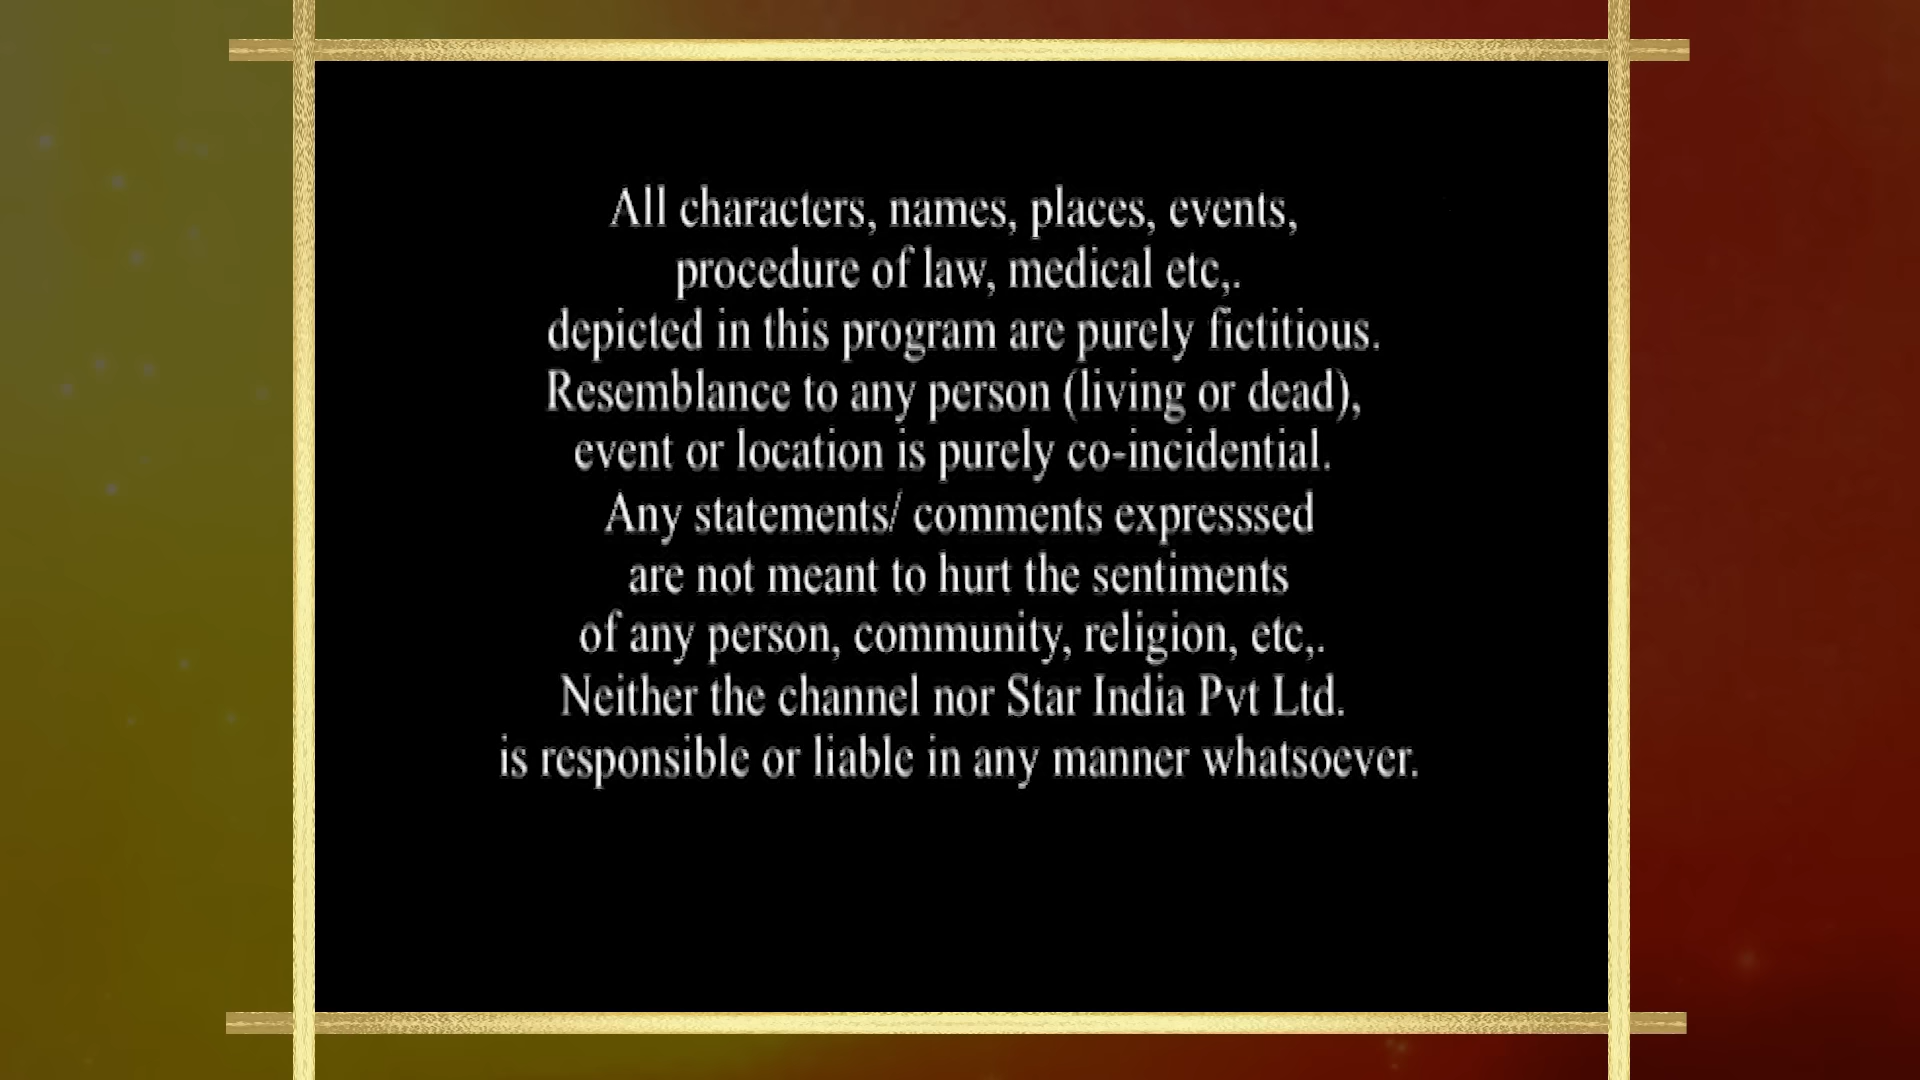 All characters, names, places, events,
procedure of law, medical etc,.
depicted in this program are purely fictitious.
Resemblance to any person (living or dead),
event or location is purely co-incidential.
Any statements/ comments expresssed
are not meant to hurt the sentiments
of any person, community, religion, etc,.
Neither the channel nor Star India Pvt Ltd.
is responsible or liable in any manner whatsoever.